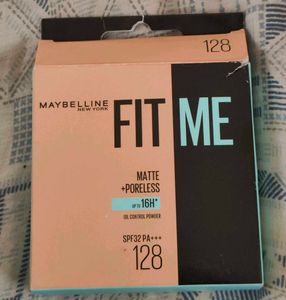 128
MAYBELLINE
NEW YORK
FIT ME
MATTE
+PORELESS
UP TO 16H*
OIL CONTROL POWDER
SPF32 PA+++
128